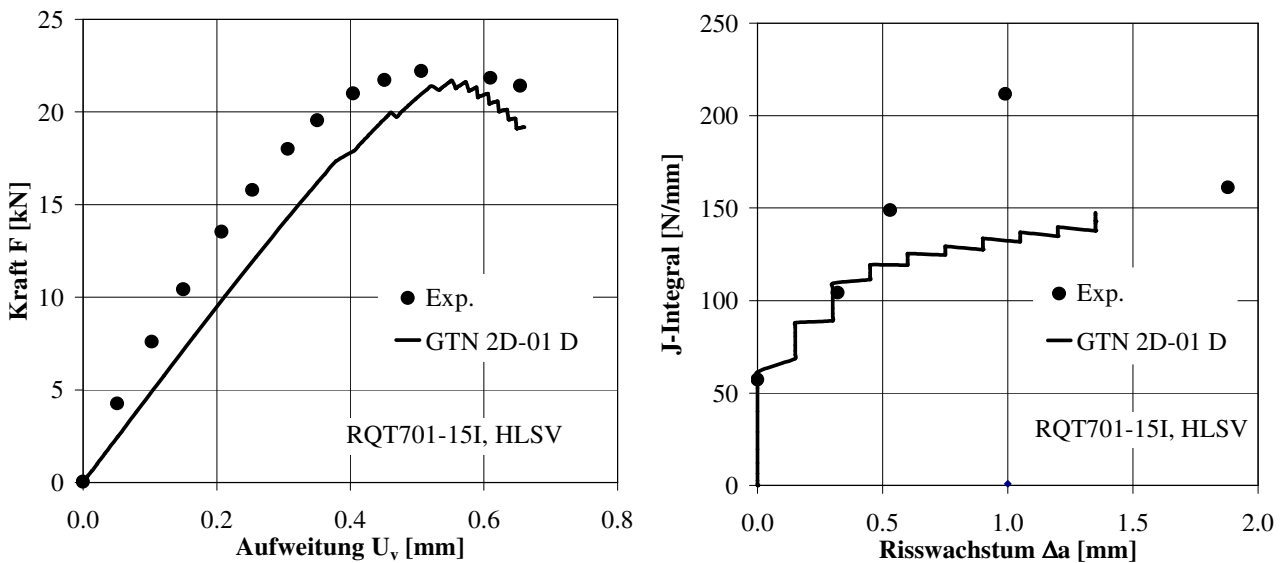 25
20
15
10
5
0
0.0 0.2 0.4 0.6 0.8
Kraft F [kN]
Aufweitung Uv [mm]
Exp.
GTN 2D-01 D
RQT701-15I, HLSV
250
200
150
100
50
0
0.0 0.5 1.0 1.5 2.0
J-Integral [N/mm]
Risswachstum Δa [mm]
Exp.
GTN 2D-01 D
RQT701-15I, HLSV